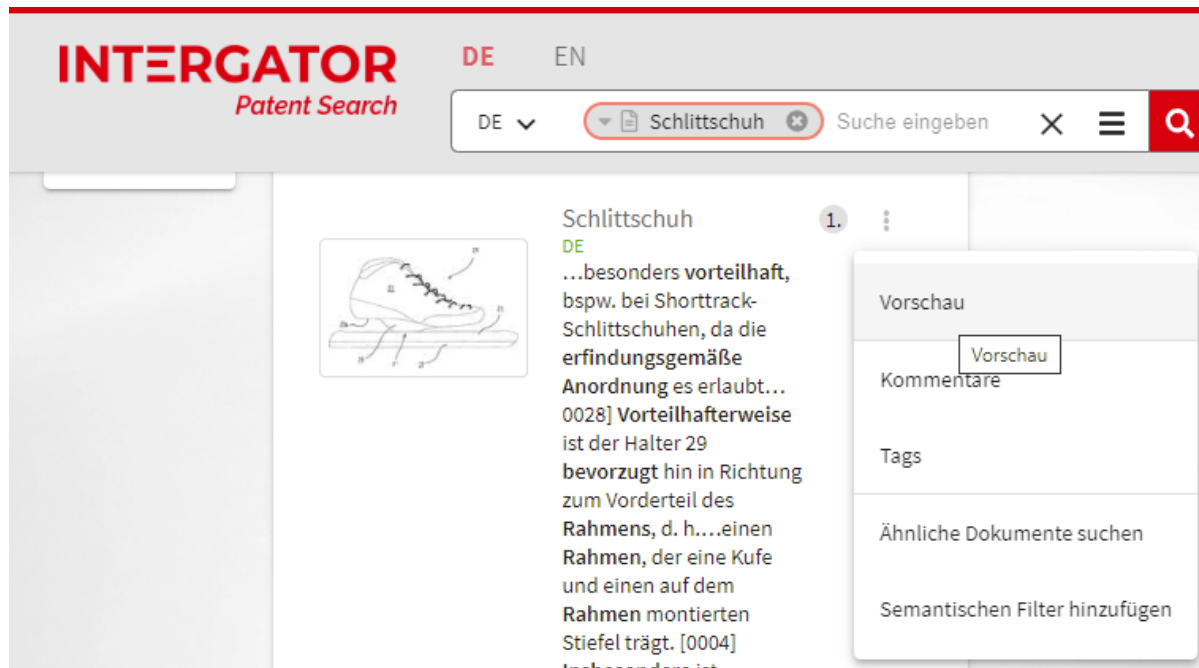 INTERGATOR
Patent Search
DE EN
DE Schlittschuh Suche eingeben
Schlittschuh 1.
DE
...besonders vorteilhaft,
bspw. bei Shorttrack-
Schlittschuhen, da die
erfindungsgemäße
Anordnung es erlaubt...
0028] Vorteilhafterweise
ist der Halter 29
bevorzugt hin in Richtung
zum Vorderteil des
Rahmens, d. h....einen
Rahmen, der eine Kufe
und einen auf dem
Rahmen montierten
Stiefel trägt. [0004]
Vorschau
Vorschau
Kommentare
Tags
Ähnliche Dokumente suchen
Semantischen Filter hinzufügen